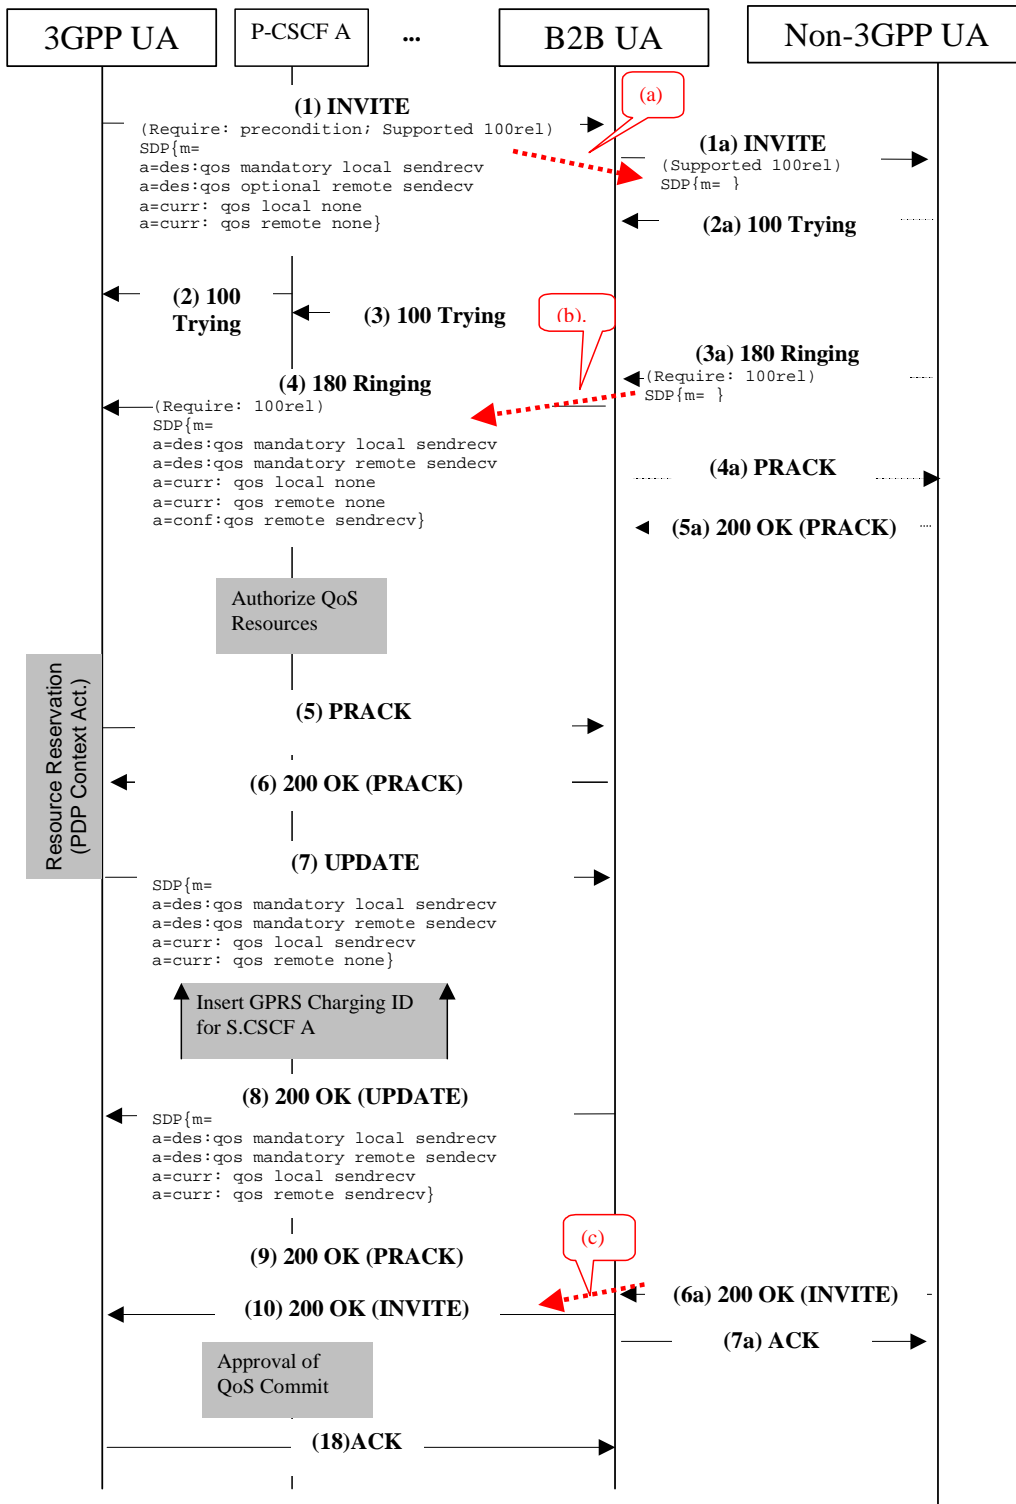 3GPP UA
P-CSCF A
...
B2B UA
Non-3GPP UA
(1) INVITE
(Require: precondition; Supported 100rel)
SDP{m=
a=des:qos mandatory local sendrecv
a=des:qos optional remote sendecv
a=curr: qos local none
a=curr: qos remote none}
(a)
(1a) INVITE
(Supported 100rel)
SDP{m= }
(2a) 100 Trying
(2) 100
Trying
(3) 100 Trying
(b).
(3a) 180 Ringing
(Require: 100rel)
SDP{m= }
(4) 180 Ringing
(Require: 100rel)
SDP{m=
a=des:qos mandatory local sendrecv
a=des:qos mandatory remote sendecv
a=curr: qos local none
a=curr: qos remote none
a=conf:qos remote sendrecv}
(4a) PRACK
(5a) 200 OK (PRACK)
Authorize QoS
Resources
Resource Reservation
(PDP Context Act.)
(5) PRACK
(6) 200 OK (PRACK)
(7) UPDATE
SDP{m=
a=des:qos mandatory local sendrecv
a=des:qos mandatory remote sendecv
a=curr: qos local sendrecv
a=curr: qos remote none}
Insert GPRS Charging ID
for S.CSCF A
(8) 200 OK (UPDATE)
SDP{m=
a=des:qos mandatory local sendrecv
a=des:qos mandatory remote sendecv
a=curr: qos local sendrecv
a=curr: qos remote sendrecv}
(c)
(9) 200 OK (PRACK)
(6a) 200 OK (INVITE)
(10) 200 OK (INVITE)
(7a) ACK
Approval of
QoS Commit
(18)ACK